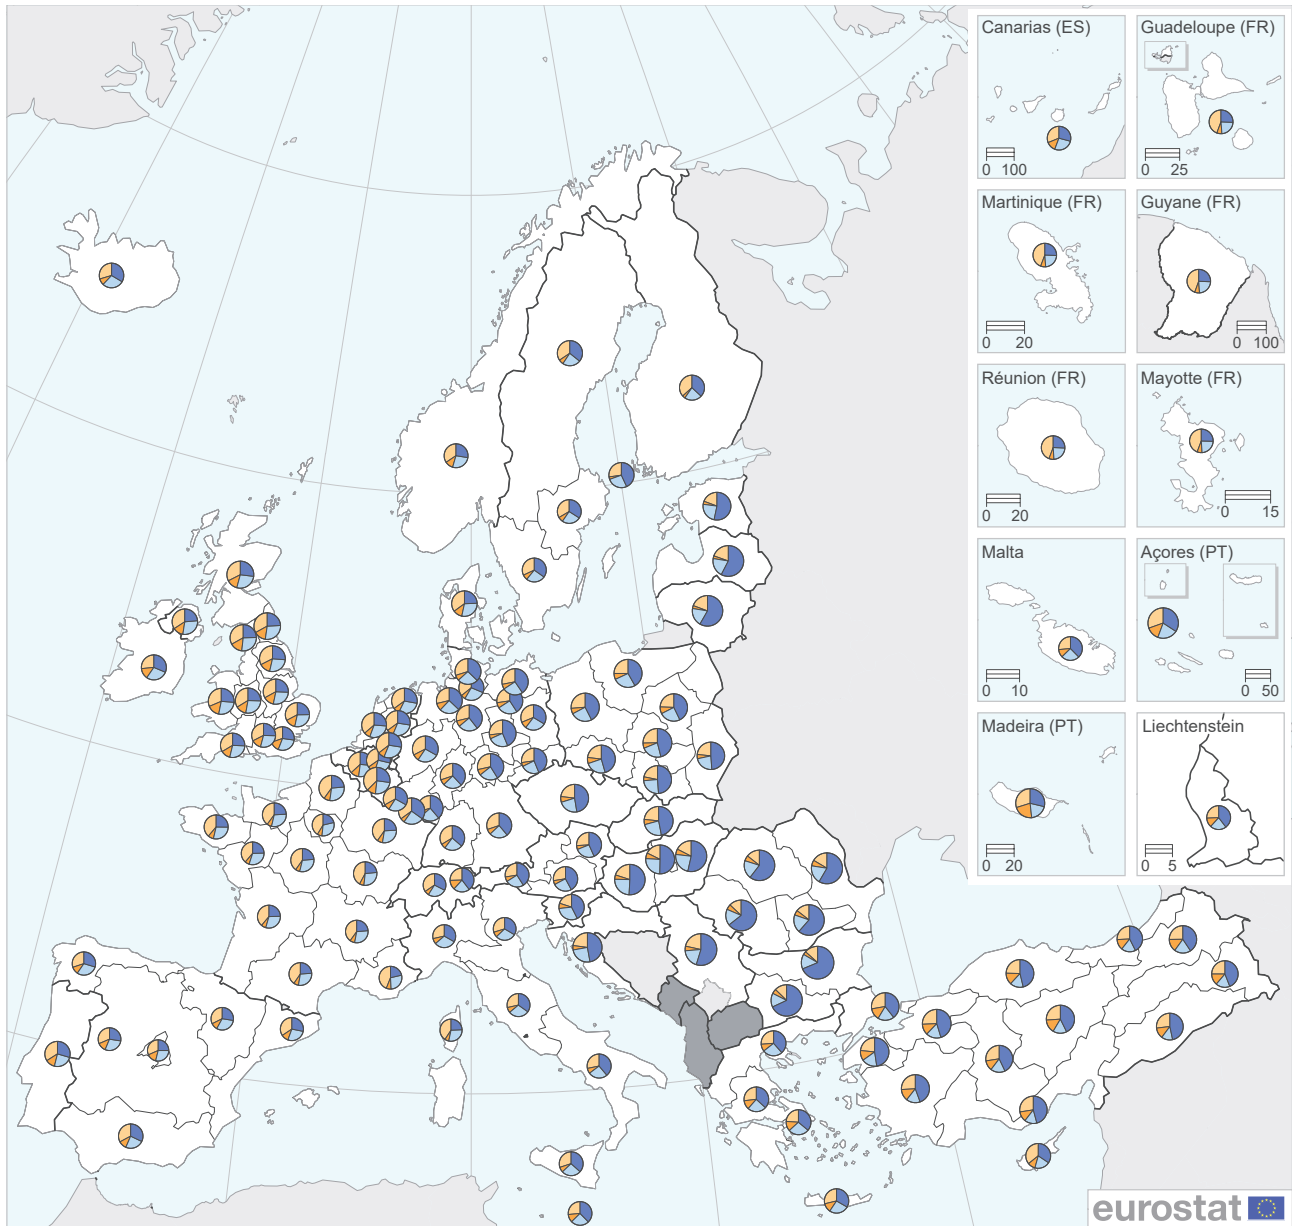 Canarias (ES)
0 100
Guadeloupe (FR)
0 25
Martinique (FR)
0 20
Guyane (FR)
0 100
Réunion (FR)
0 20
Mayotte (FR)
0 15
Malta
0 10
Açores (PT)
0 50
Madeira (PT)
0 20
Liechtenstein
0 5
eurostat